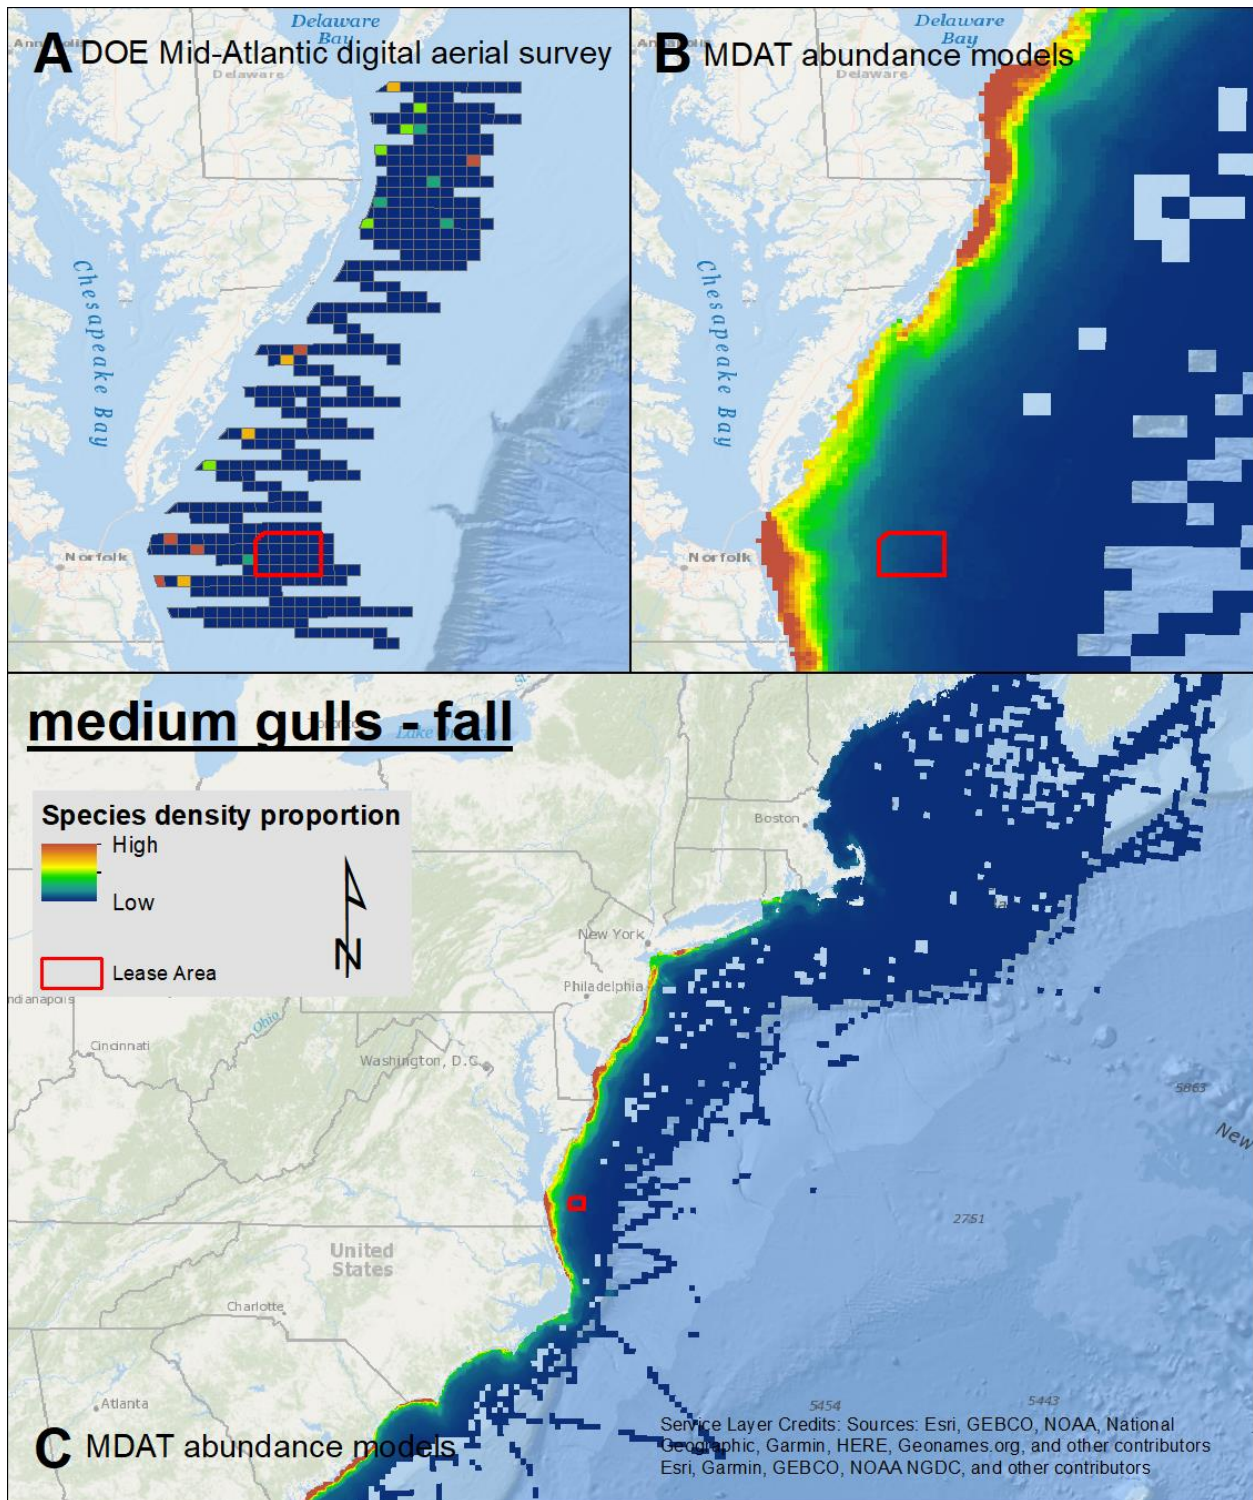 A DOE Mid-Atlantic digital aerial survey
Delaware
Bay
Delaware
Chesapeake Bay
Norfolk
B MDAT abundance models
Delaware
Bay
Delaware
Chesapeake Bay
Norfolk
medium gulls - fall
Species density proportion
High
Low
N
Lease Area
Boston
New York
Philadelphia
ndianapolis
Ohio
Cincinnati
Washington, D.C.
5863
New
2751
United
States
Charlotte
Atlanta
5454
5443
C MDAT abundance models
Service Layer Credits: Sources: Esri, GEBCO, NOAA, National
Geographic, Garmin, HERE, Geonames.org, and other contributors
Esri, Garmin, GEBCO, NOAA NGDC, and other contributors